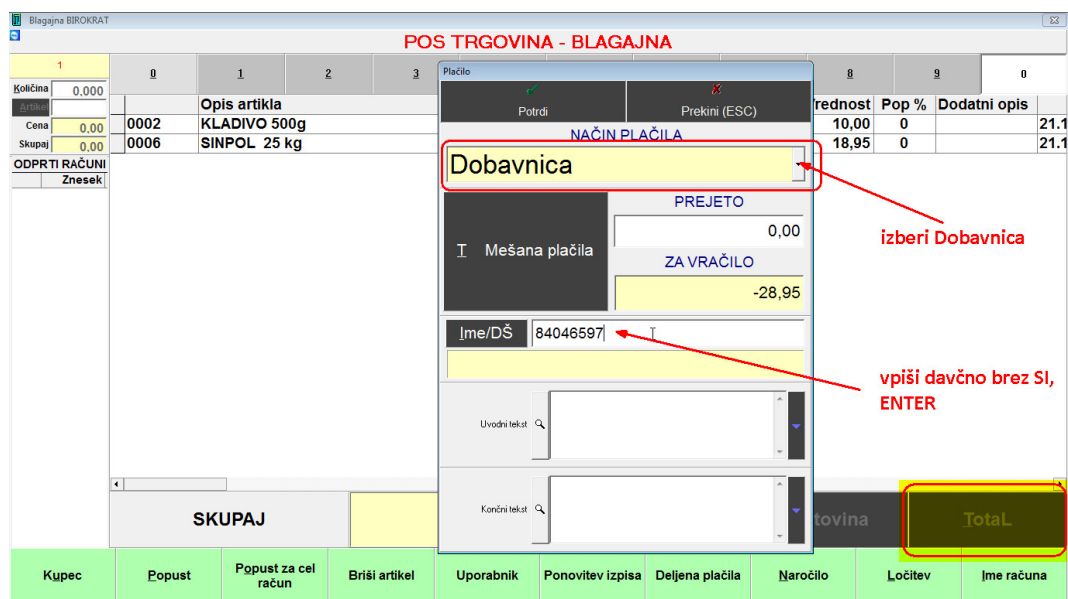 Blagajna BIROKRAT
POS TRGOVINA - BLAGAJNA
1
Količina 0.000
Artikel
Cena 0.00
Skupaj 0.00
ODPRTI RAČUNI
Znesek
0 1 2 3 8 9 0
Opis artikla rednost Pop % Dodatni opis
0002 KLADIVO 500g 10,00 0 21.1
0006 SINPOL 25 kg 18,95 0 21.1
Plačilo
Potrdi Prekini (ESC)
NAČIN PLAČILA
Dobavnica
PREJETO
T Mešana plačila
0,00
ZA VRAČILO
-28,95
Ime/DŠ 84046597
Uvodni tekst
Končni tekst
izberi Dobavnica
vpiši davčno brez SI,
ENTER
SKUPAJ tovina TotaL
Kupec Popust Popust za cel
račun Briši artikel Uporabnik Ponovitev izpisa Deljena plačila Naročilo Ločitev Ime računa